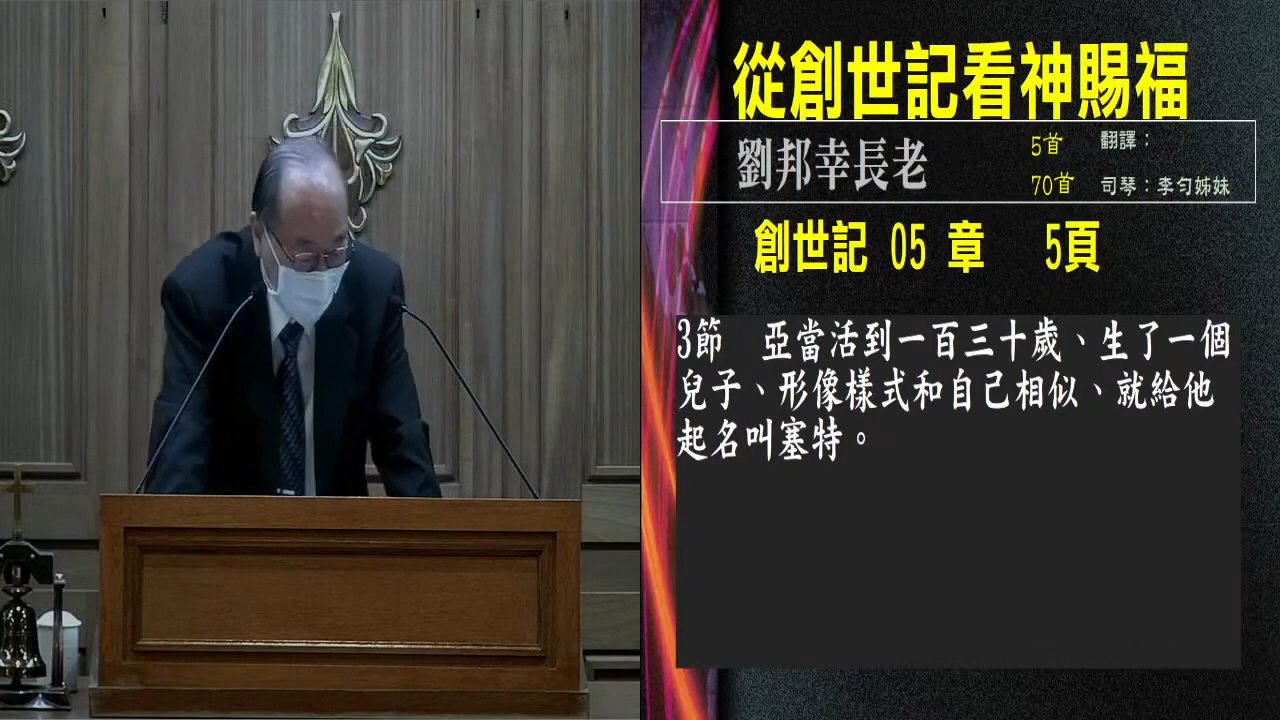 從創世記看神賜福
劉邦幸長老
5首
翻譯：
70首
司琴：李勻姊妹
創世記 05 章 5頁
3節 亞當活到一百三十歲、生了一個
兒子、形像樣式和自己相似、就給他
起名叫塞特。